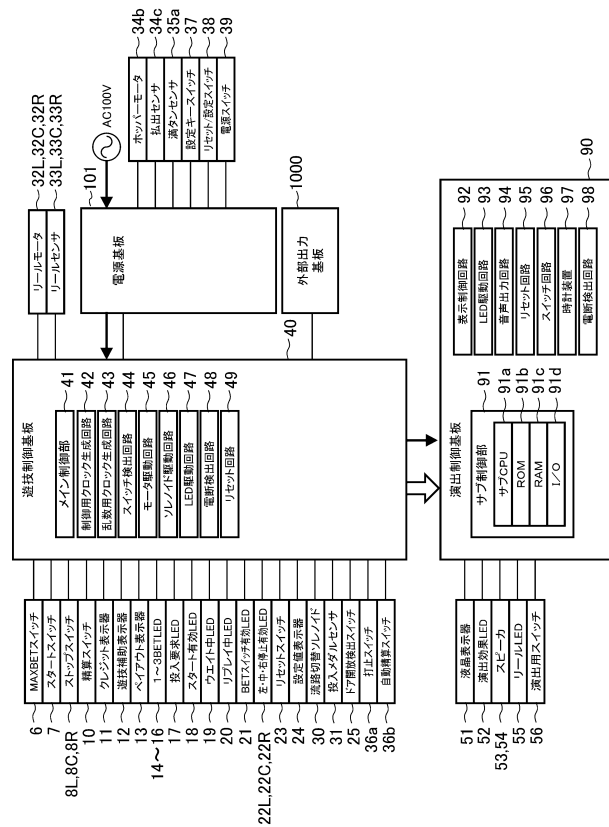 32L,32C,32R
33L,33C,33R
リールモータ
リールセンサ
101
電源基板
AC100V
ホッパーモータ 34b
払出センサ 34c
満タンセンサ 35a
設定キースイッチ 37
リセット/設定スイッチ 38
電源スイッチ 39
外部出力
基板
1000
40
遊技制御基板
メイン制御部 41
制御用クロック生成回路 42
乱数用クロック生成回路 43
スイッチ検出回路 44
モータ駆動回路 45
ソレノイド駆動回路 46
LED駆動回路 47
電断検出回路 48
リセット回路 49
6 MAXBETスイッチ
7 スタートスイッチ
8L,8C,8R ストップスイッチ
10 精算スイッチ
11 クレジット表示器
12 遊技補助表示器
13 ペイアウト表示器
14～16 1～3BETLED
17 投入要求LED
18 スタート有効LED
19 ウエイト中LED
20 リプレイ中LED
21 BETスイッチ有効LED
22L,22C,22R 左・中・右停止有効LED
23 リセットスイッチ
24 設定値表示器
30 流路切替ソレノイド
31 投入メダルセンサ
25 ドア開放検出スイッチ
36a 打止スイッチ
36b 自動精算スイッチ
90
演出制御基板
サブ制御部 91
サブCPU 91a
ROM 91b
RAM 91c
I/O 91d
表示制御回路 92
LED駆動回路 93
音声出力回路 94
リセット回路 95
スイッチ回路 96
時計装置 97
電断検出回路 98
51 液晶表示器
52 演出効果LED
53,54 スピーカ
55 リールLED
56 演出用スイッチ